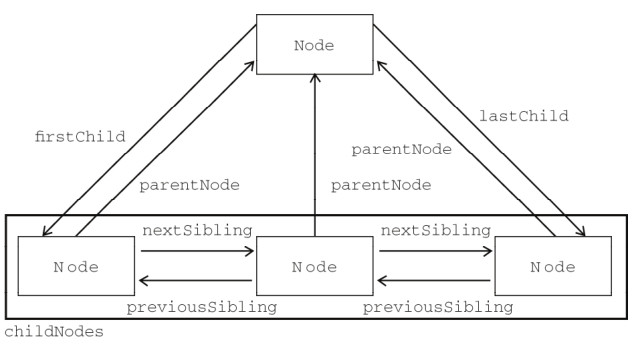 Node
lastChild
firstChild
parentNode
parentNode
parentNode
nextSibling
nextSibling
Node
Node
Node
previousSibling
previousSibling
childNodes